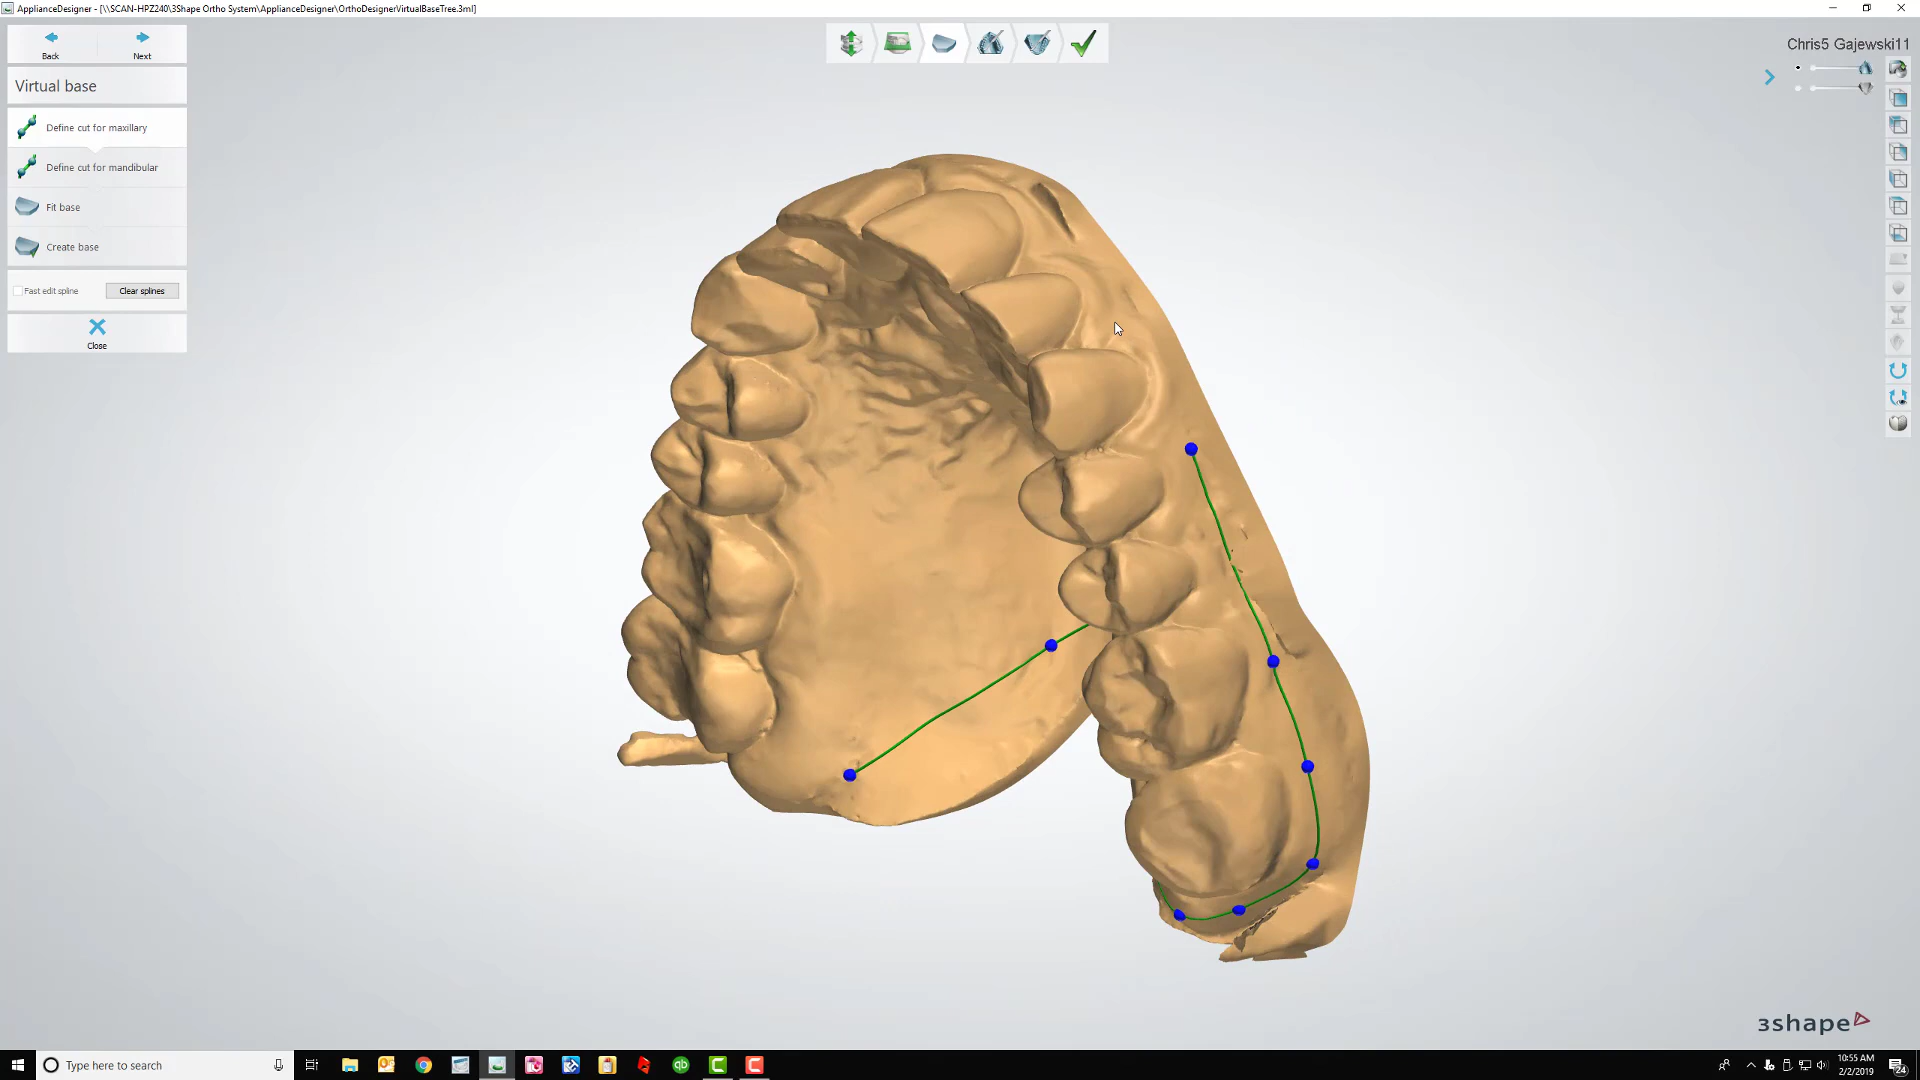 ApplianceDesigner - [\\SCAN-HPZ240\3Shape Ortho System\ApplianceDesigner\OrthoDesignerVirtualBaseTree.3ml]
Back
Next
Chris5 Gajewski11
Virtual base
Define cut for maxillary
Define cut for mandibular
Fit base
Create base
Fast edit spline
Clear splines
Close
3shape
Type here to search
qb
C
C
10:55 AM
2/2/2019
24